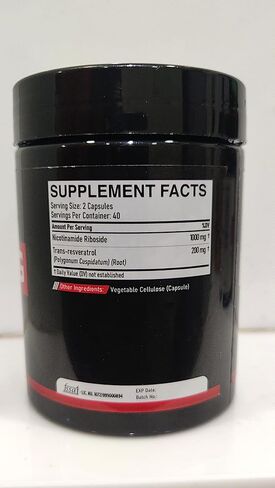 SUPPLEMENT FACTS
Serving Size: 2 Capsules
Servings Per Container: 40
Amount Per Serving %DV
Nicotinamide Riboside 1000 mg †
Trans-resveratrol 200 mg †
(Polygonum Cuspidatum) (Root)
† Daily Value (DV) not established
Other Ingredients: Vegetable Cellulose (Capsule)
fssai
EXP Date:
Batch No.: